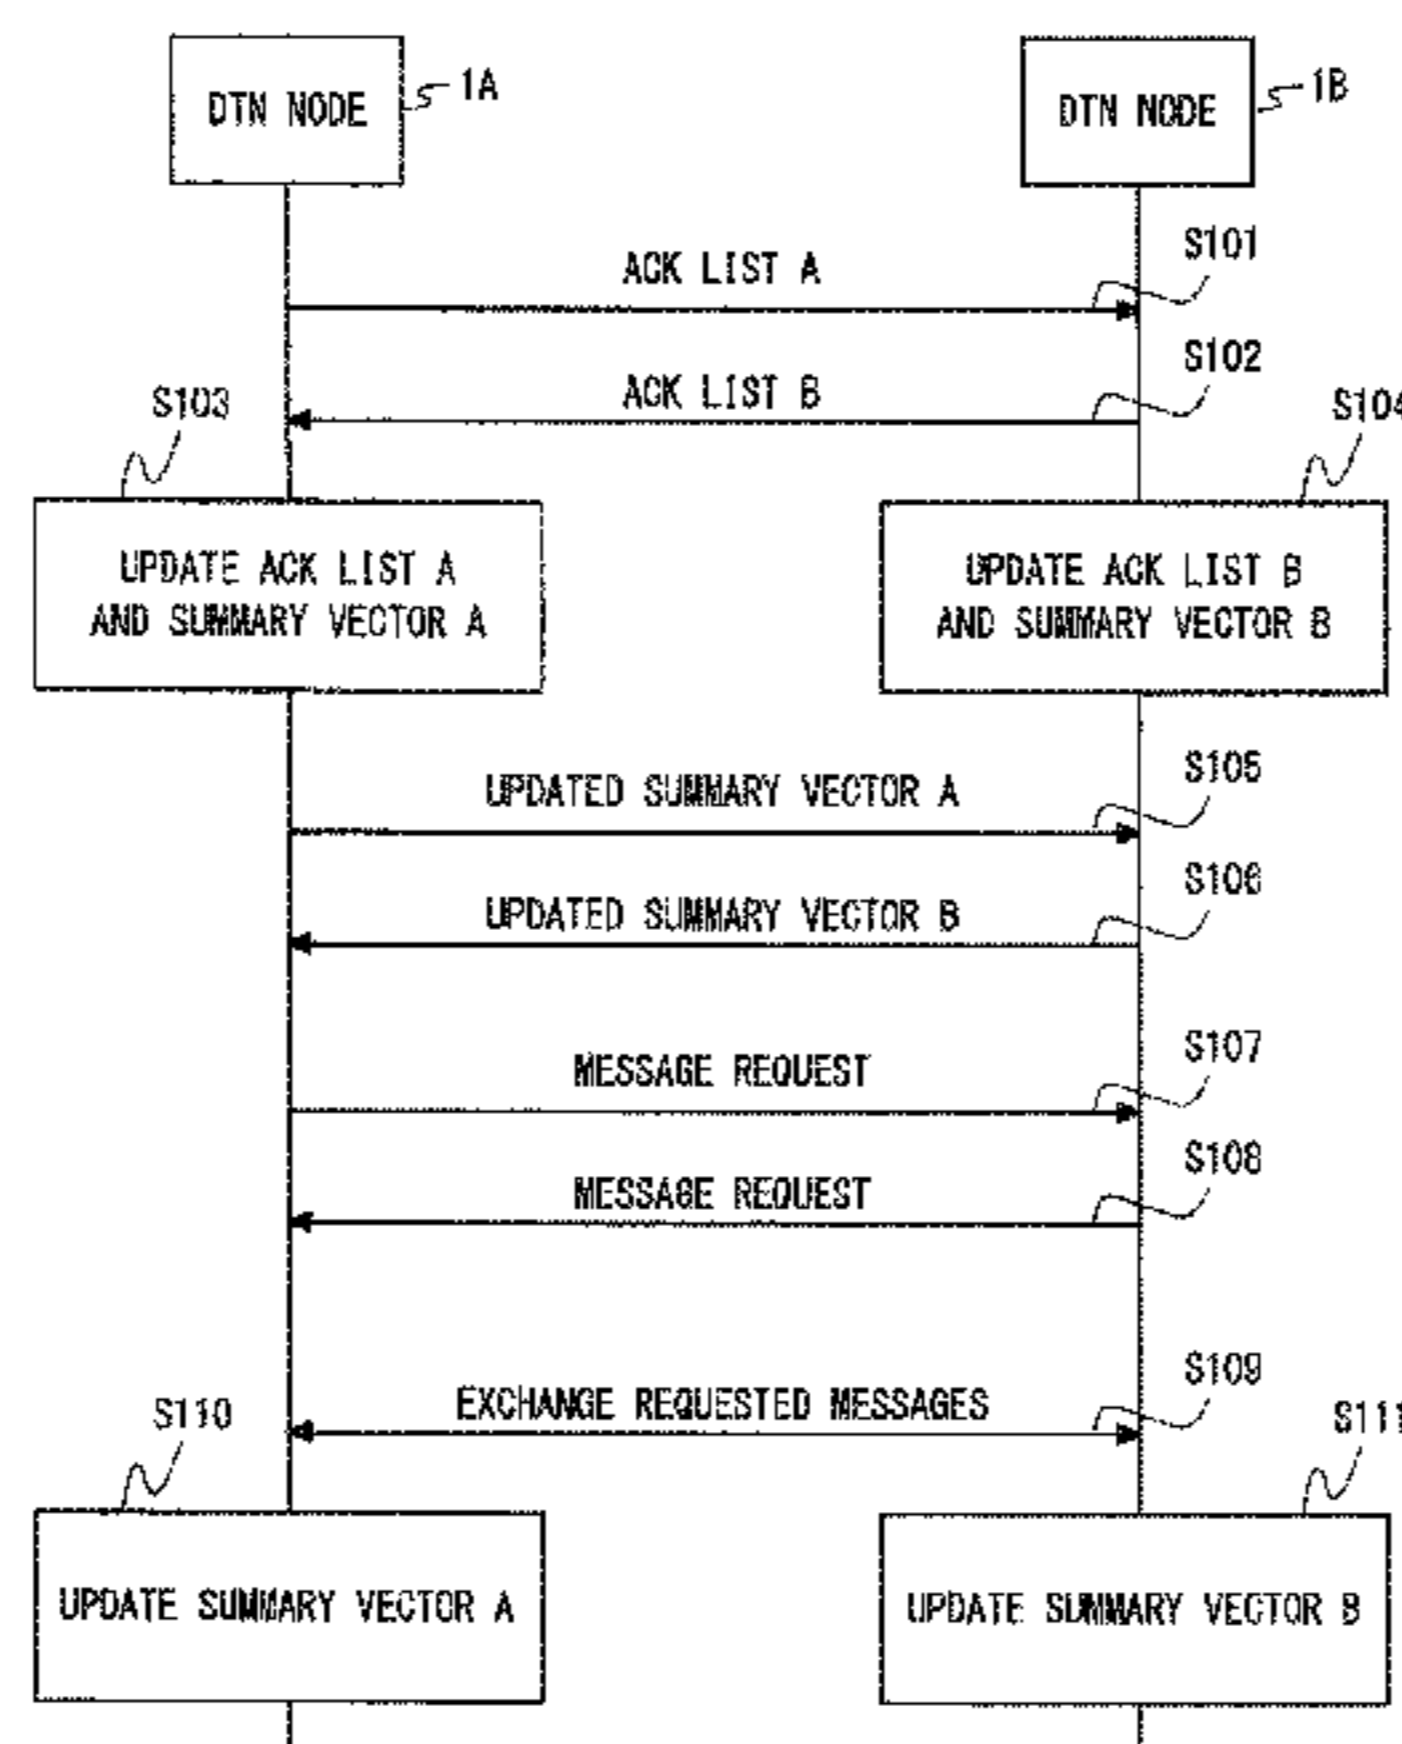 DTN NODE
1A
DTN NODE
1B
ACK LIST A
S101
ACK LIST B
S102
S103
S104
UPDATE ACK LIST A
AND SUMMARY VECTOR A
UPDATE ACK LIST B
AND SUMMARY VECTOR B
UPDATED SUMMARY VECTOR A
S105
UPDATED SUMMARY VECTOR B
S106
MESSAGE REQUEST
S107
MESSAGE REQUEST
S108
EXCHANGE REQUESTED MESSAGES
S109
S110
S111
UPDATE SUMMARY VECTOR A
UPDATE SUMMARY VECTOR B